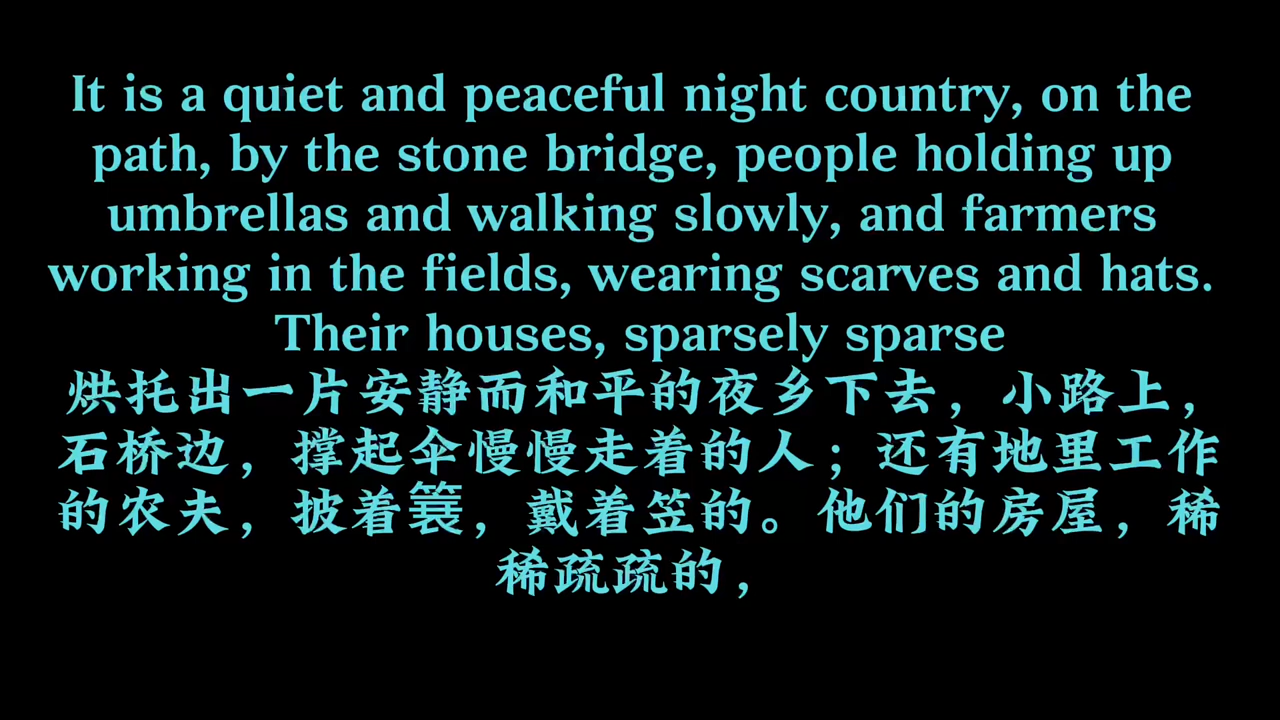 It is a quiet and peaceful night country, on the
path, by the stone bridge, people holding up
umbrellas and walking slowly, and farmers
working in the fields, wearing scarves and hats.
Their houses, sparsely sparse
烘托出一片安静而和平的夜乡下去，小路上，
石桥边，撑起伞慢慢走着的人；还有地里工作
的农夫，披着簑，戴着笠的。他们的房屋，稀
稀疏疏的，